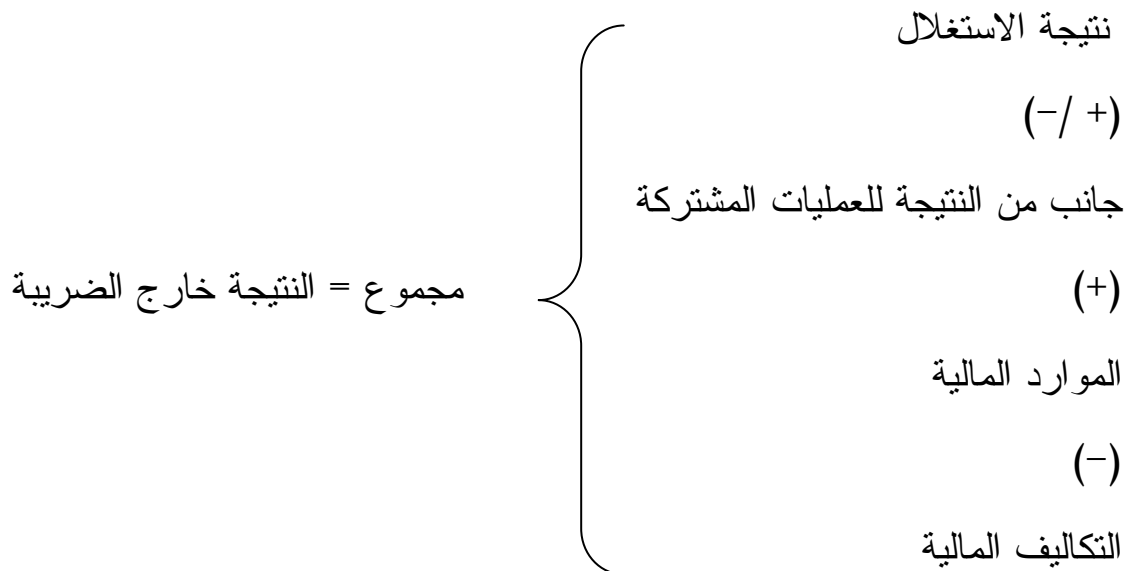 نتيجة الاستغلال
(+ /−)
جانب من النتيجة للعمليات المشتركة
(+)
مجموع = النتيجة خارج الضريبة
الموارد المالية
(−)
التكاليف المالية